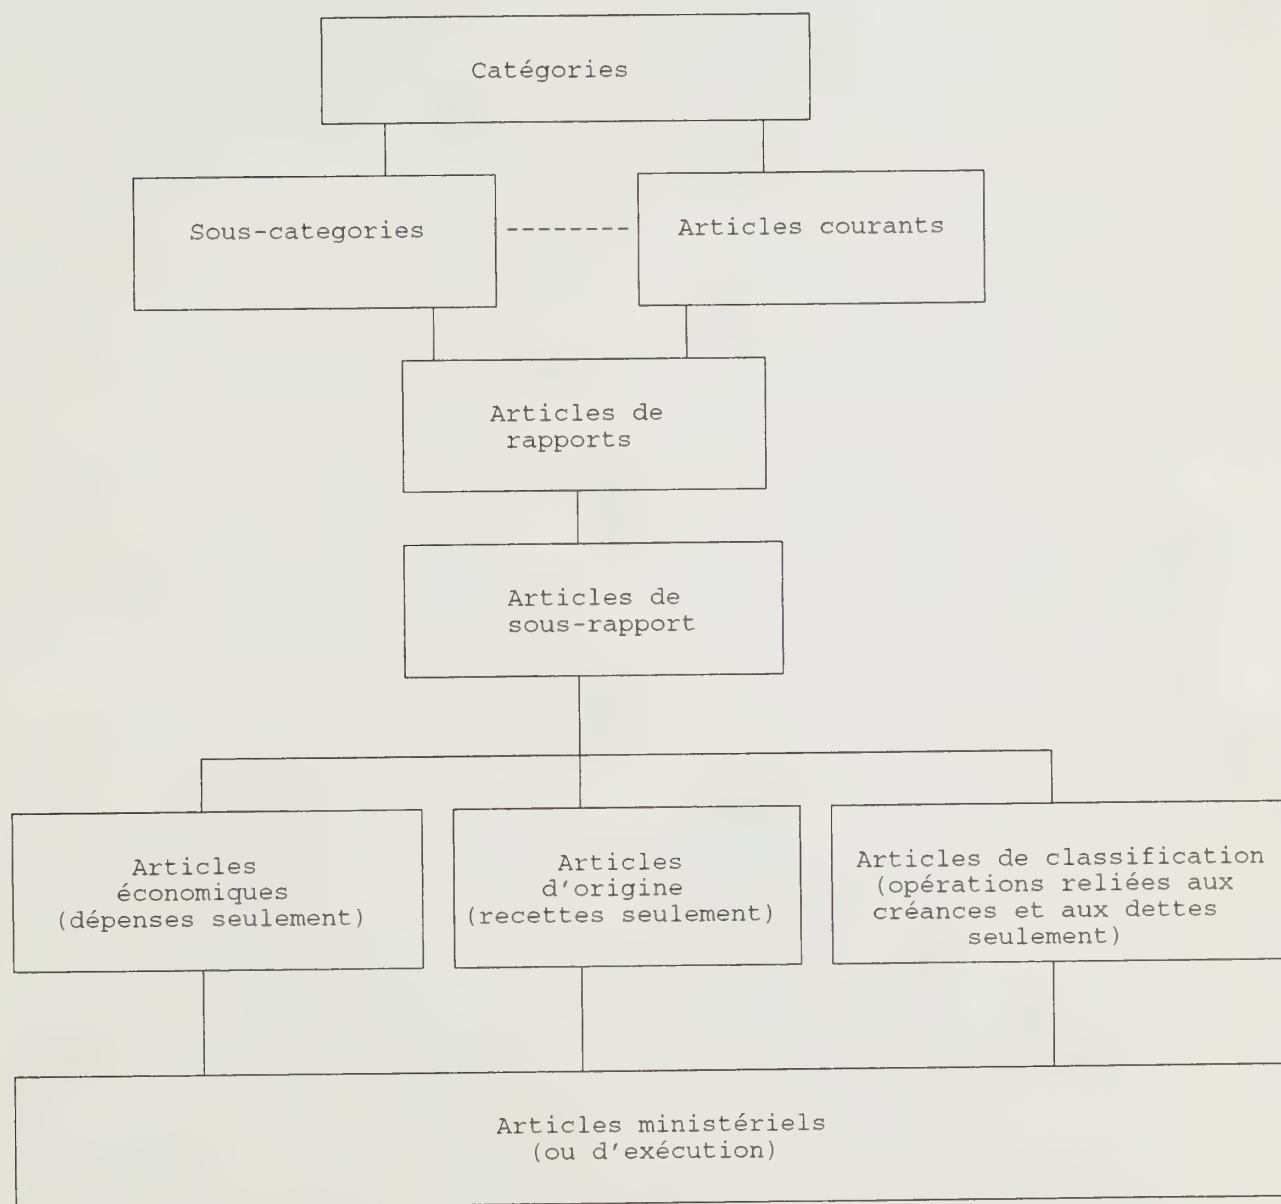 Catégories
Sous-categories
Articles courants
Articles de
rapports
Articles de
sous-rapport
Articles
économiques
(dépenses seulement)
Articles
d'origine
(recettes seulement)
Articles de classification
(opérations reliées aux
créances et aux dettes
seulement)
Articles ministériels
(ou d'exécution)